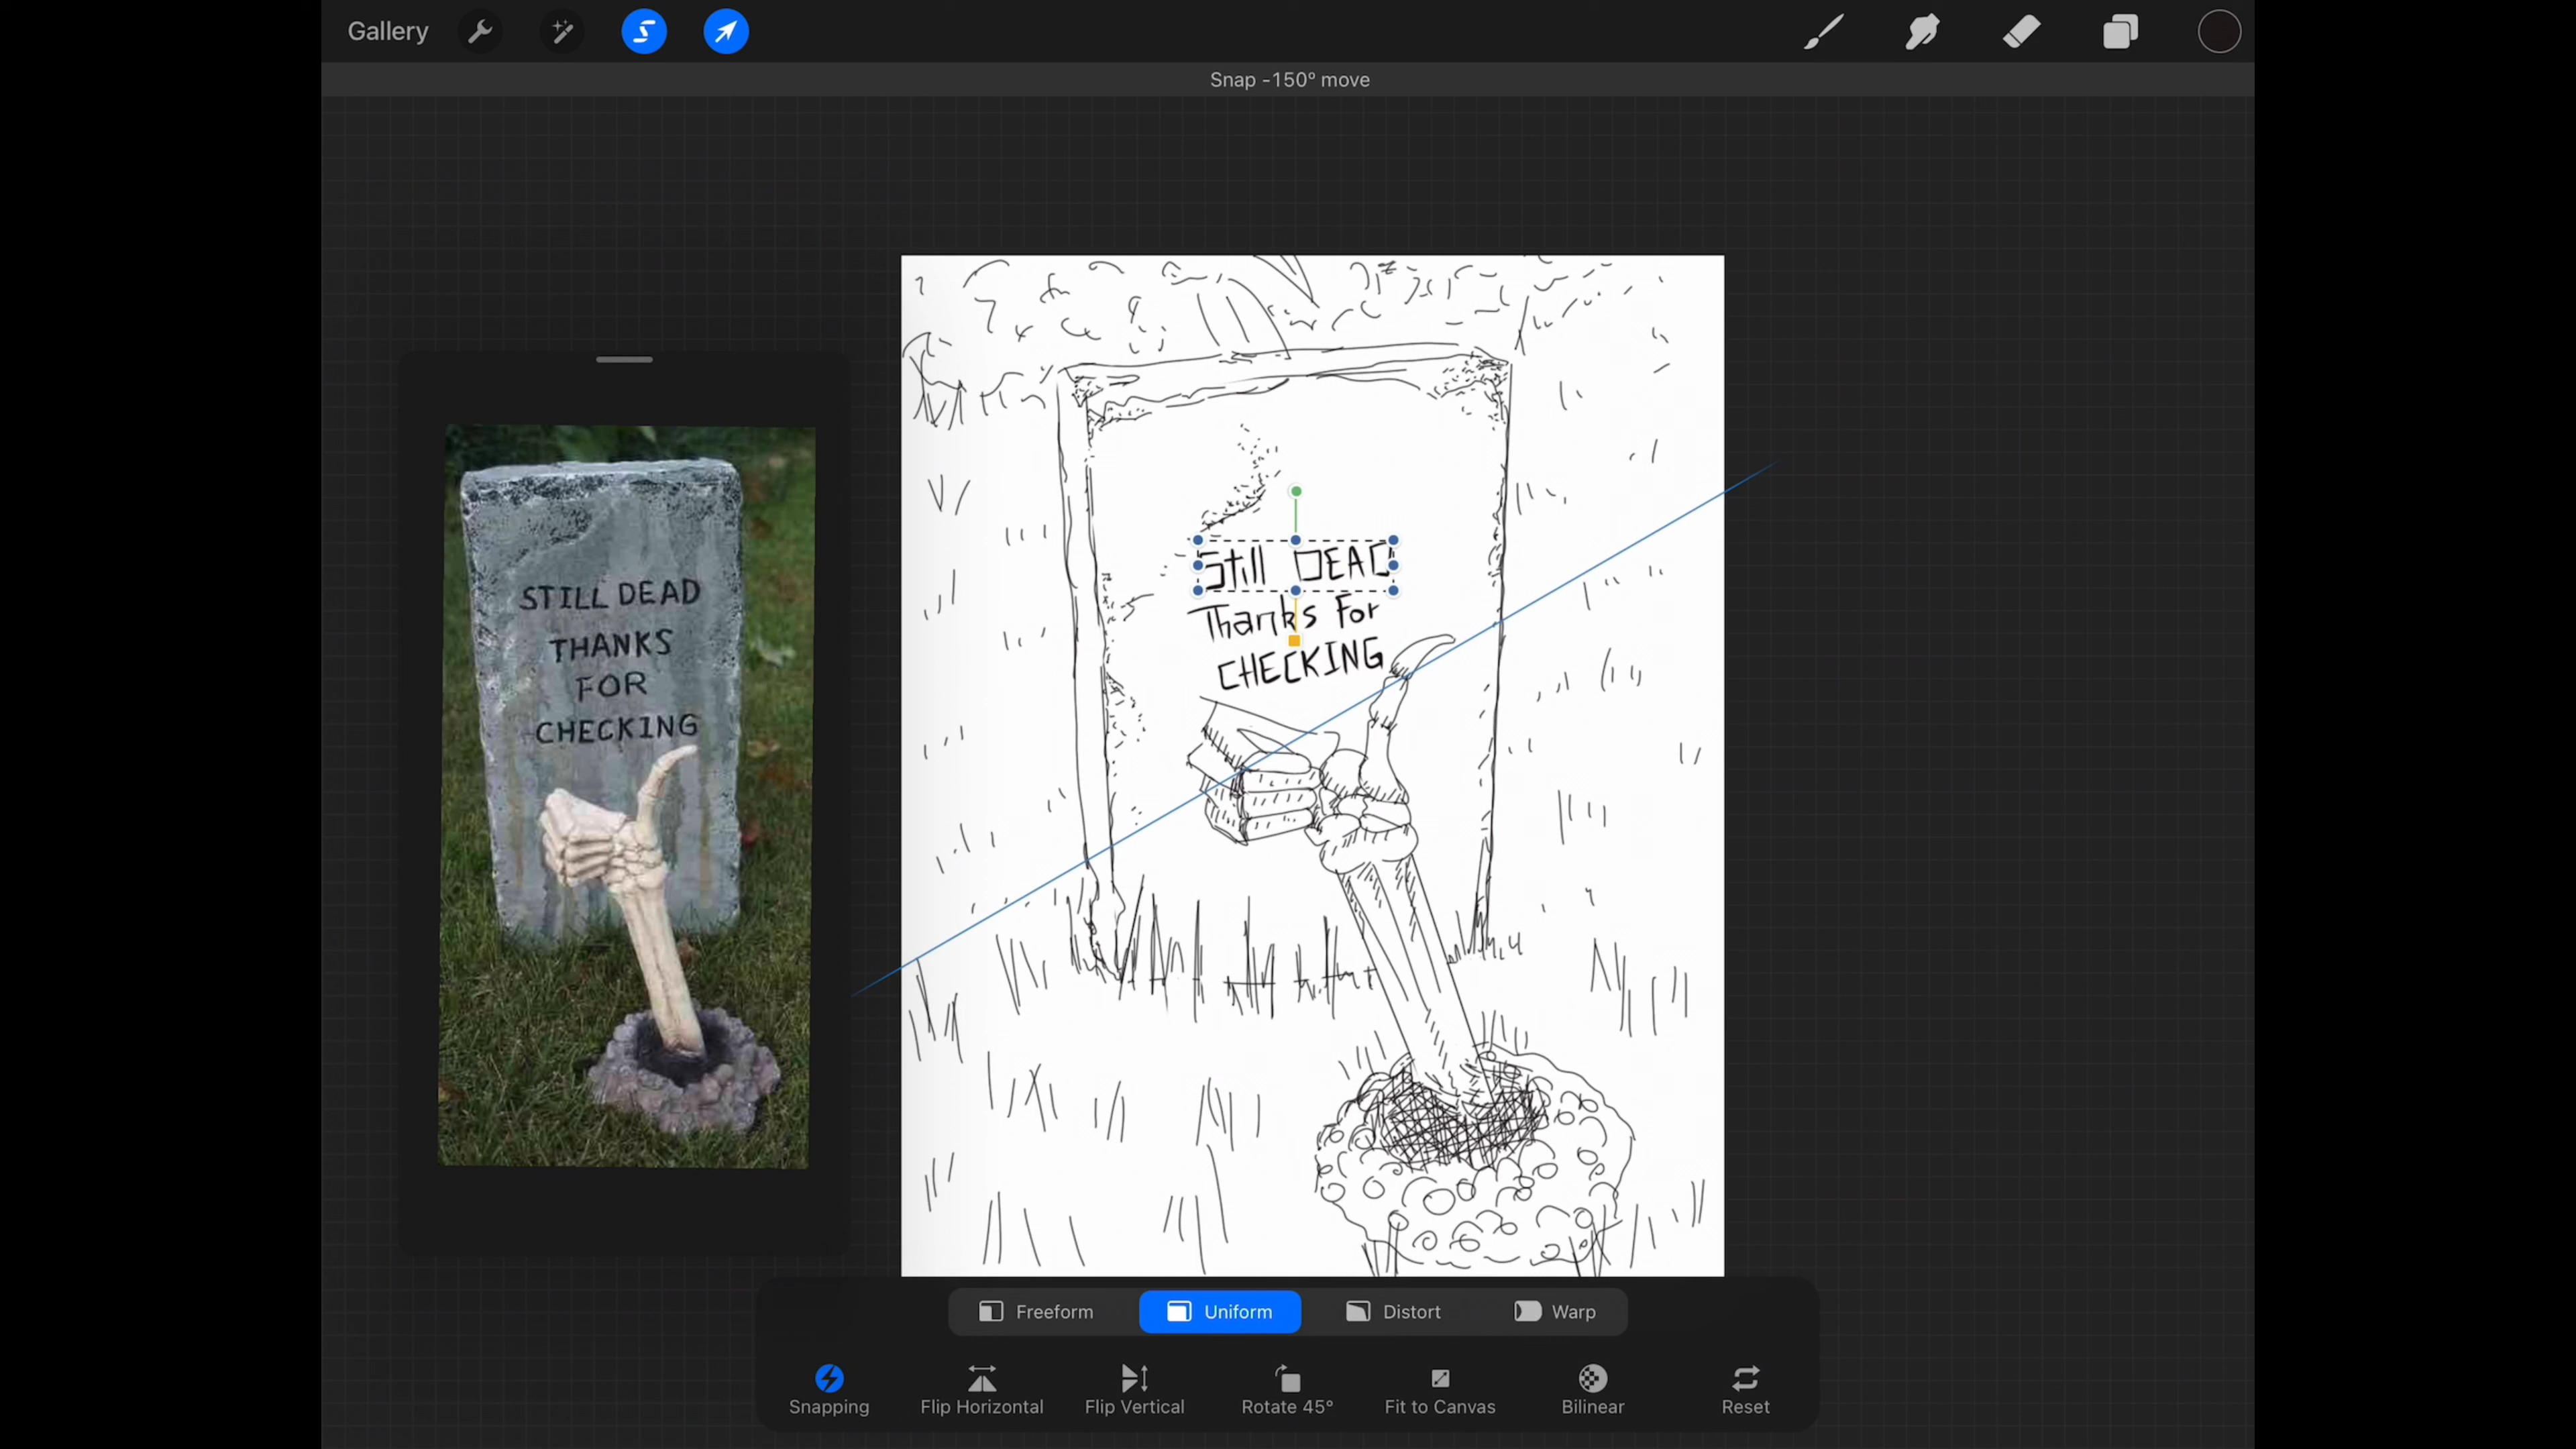 Gallery
Snap -150º move
STILL DEAD
THANKS
FOR
CHECKING
Still DEAD
Thanks For
CHECKING
Freeform Uniform Distort Warp
Snapping Flip Horizontal Flip Vertical Rotate 45° Fit to Canvas Bilinear Reset